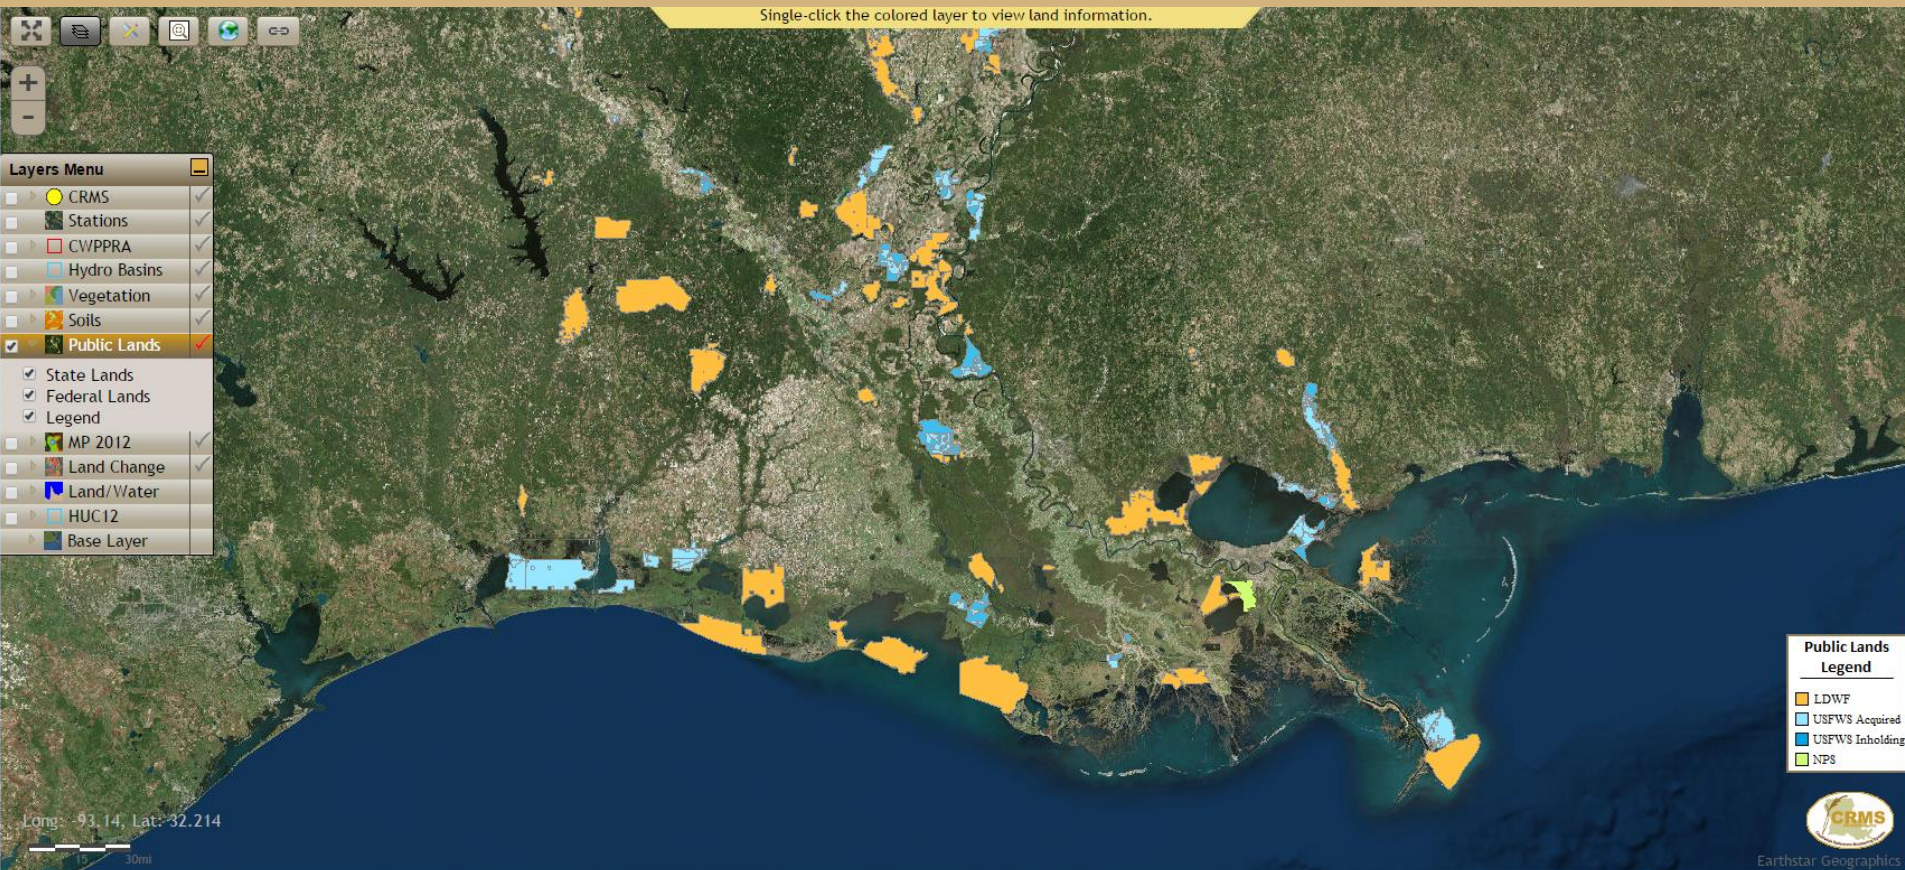 Single-click the colored layer to view land information.
+
-
Layers Menu
CRMS
Stations
CWPPRA
Hydro Basins
Vegetation
Soils
Public Lands
State Lands
Federal Lands
Legend
MP 2012
Land Change
Land/Water
HUC12
Base Layer
Public Lands
Legend
LDWF
USFWS Acquired
USFWS Inholding
NPS
Long: -93.14, Lat: 32.214
15 30mi
CRMS
Earthstar Geographics